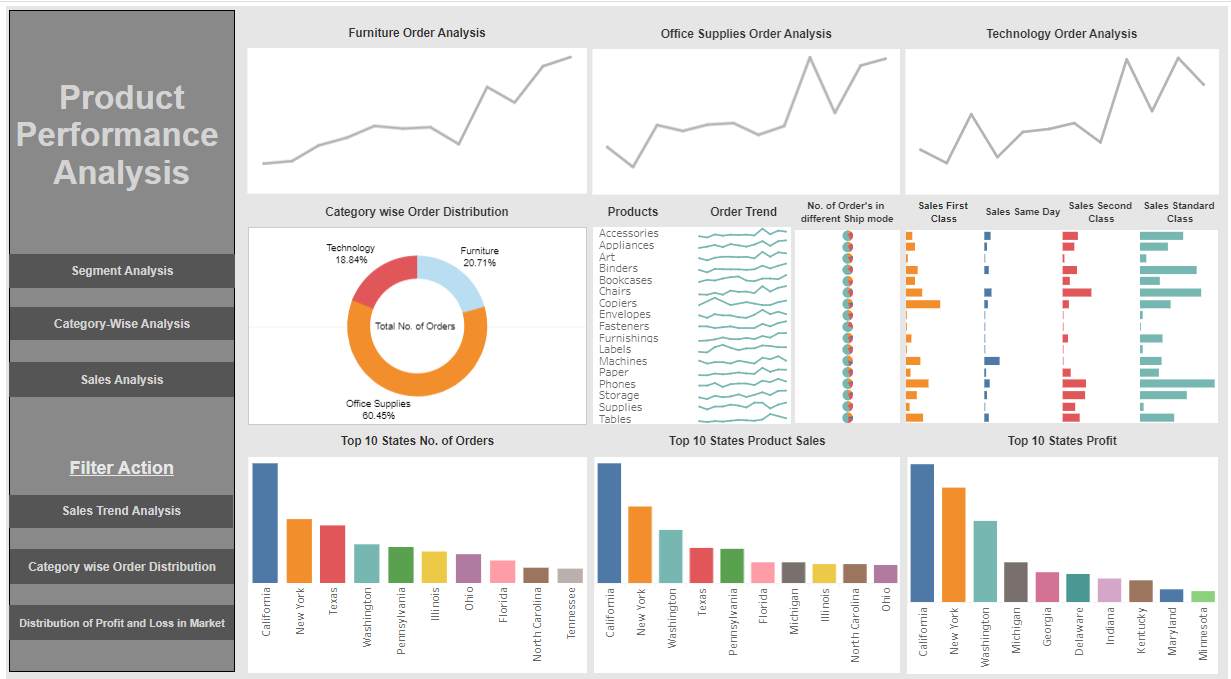 Product
Performance
Analysis
Segment Analysis
Category-Wise Analysis
Sales Analysis
Filter Action
Sales Trend Analysis
Category wise Order Distribution
Distribution of Profit and Loss in Market
Furniture Order Analysis
Office Supplies Order Analysis
Technology Order Analysis
Category wise Order Distribution
Technology
18.84%
Furniture
20.71%
Total No. of Orders
Office Supplies
60.45%
Products
Order Trend
No. of Order's in
different Ship mode
Sales First
Class
Sales Same Day
Sales Second
Class
Sales Standard
Class
Accessories
Appliances
Art
Binders
Bookcases
Chairs
Copiers
Envelopes
Fasteners
Furnishings
Labels
Machines
Paper
Phones
Storage
Supplies
Tables
Top 10 States No. of Orders
California
New York
Texas
Washington
Pennsylvania
Illinois
Ohio
Florida
North Carolina
Tennessee
Top 10 States Product Sales
California
New York
Washington
Texas
Pennsylvania
Florida
Michigan
Illinois
North Carolina
Ohio
Top 10 States Profit
California
New York
Washington
Michigan
Georgia
Delaware
Indiana
Kentucky
Maryland
Minnesota